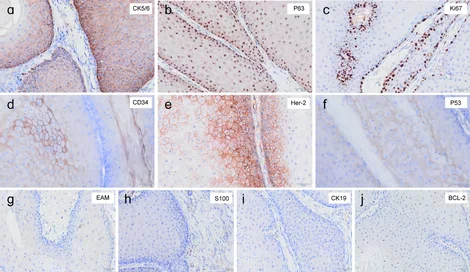 a CK5/6
b P63
c Ki67
d CD34
e Her-2
f P53
g EAM
h S100
i CK19
j BCL-2